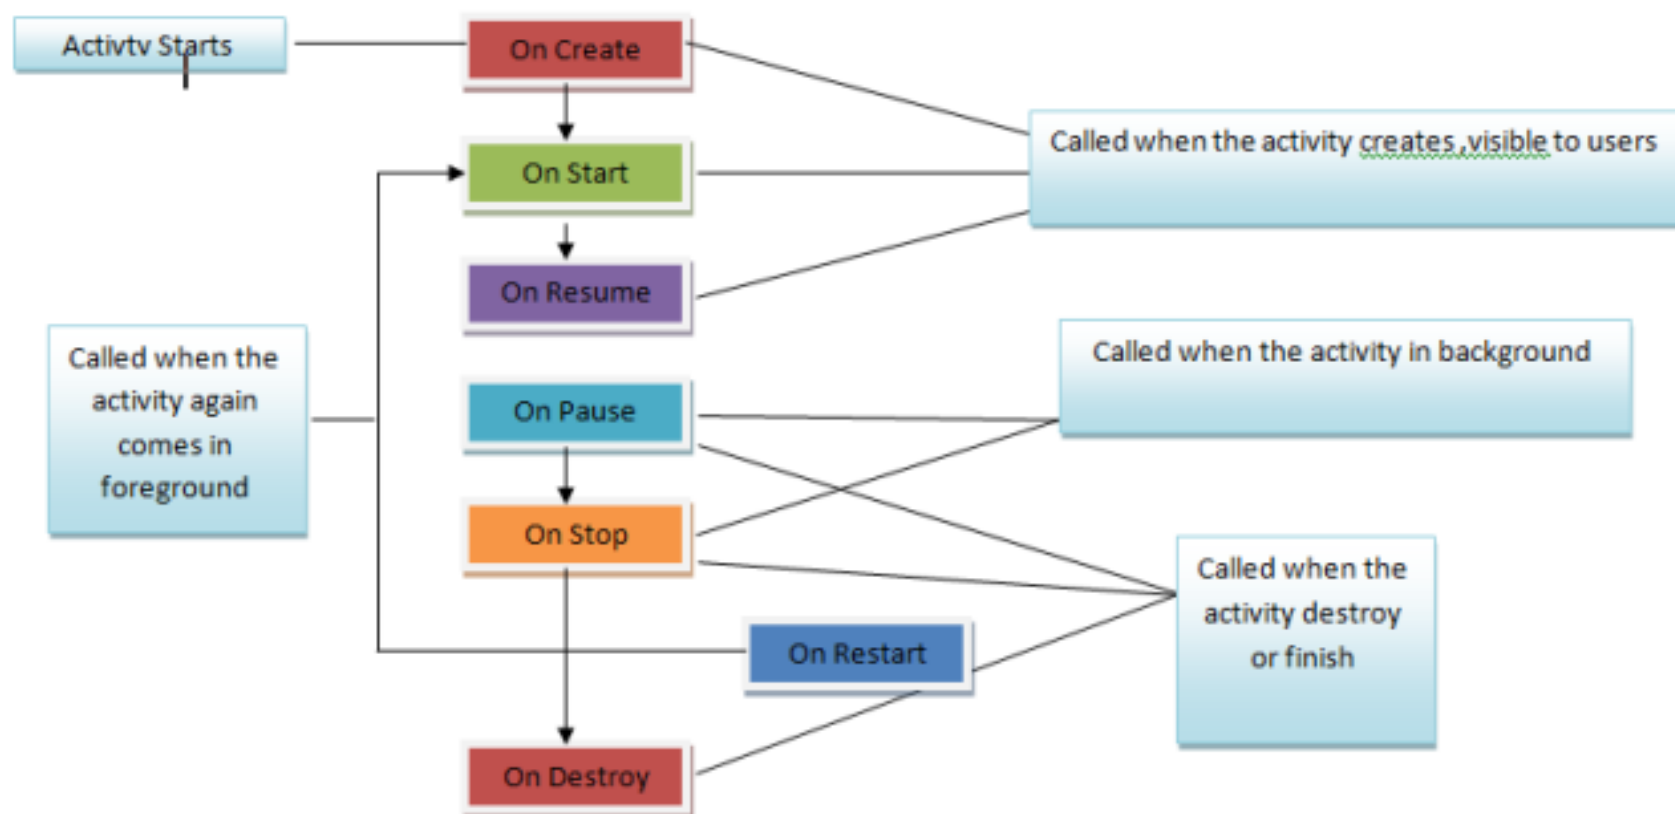 Activty Starts
On Create
Called when the activity creates ,visible to users
On Start
On Resume
Called when the
activity again
comes in
foreground
Called when the activity in background
On Pause
On Stop
Called when the
activity destroy
or finish
On Restart
On Destroy